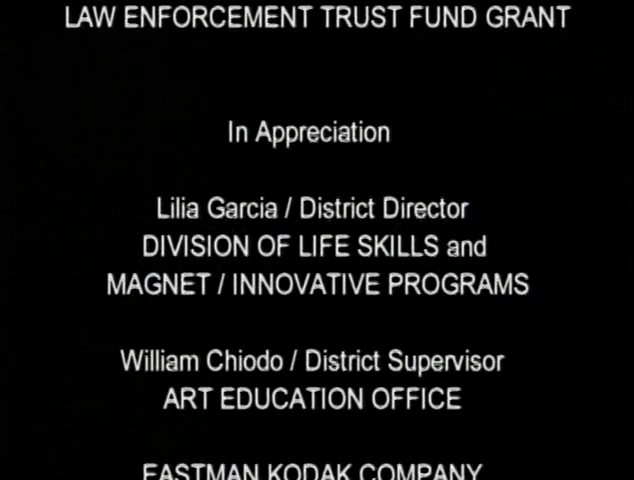 LAW ENFORCEMENT TRUST FUND GRANT
In Appreciation
Lilia Garcia / District Director
DIVISION OF LIFE SKILLS and
MAGNET / INNOVATIVE PROGRAMS
William Chiodo / District Supervisor
ART EDUCATION OFFICE
EASTMAN KODAK COMPANY